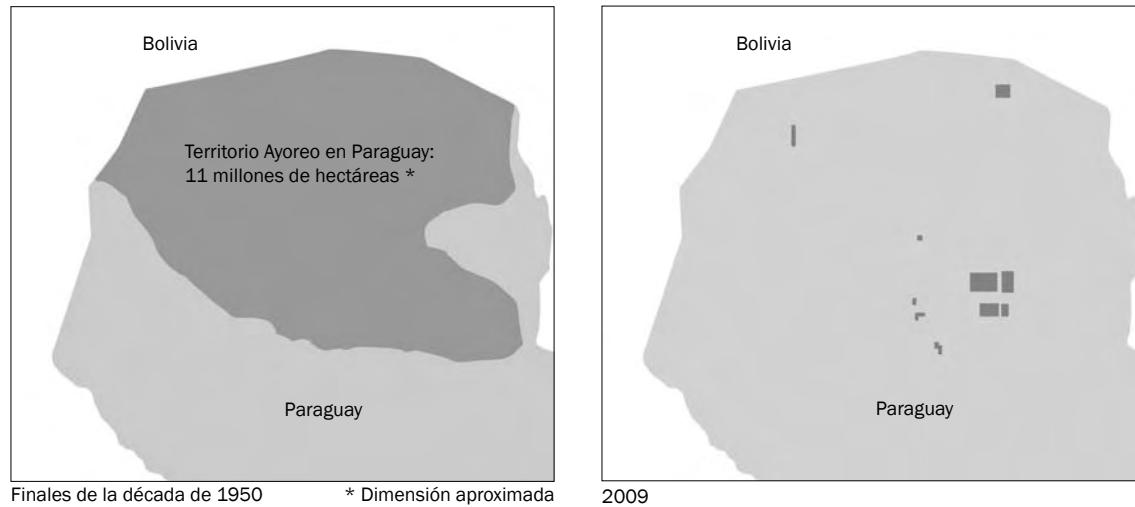 Bolivia
Territorio Ayoreo en Paraguay:
11 millones de hectáreas *
Paraguay
Finales de la década de 1950
* Dimensión aproximada
Bolivia
Paraguay
2009